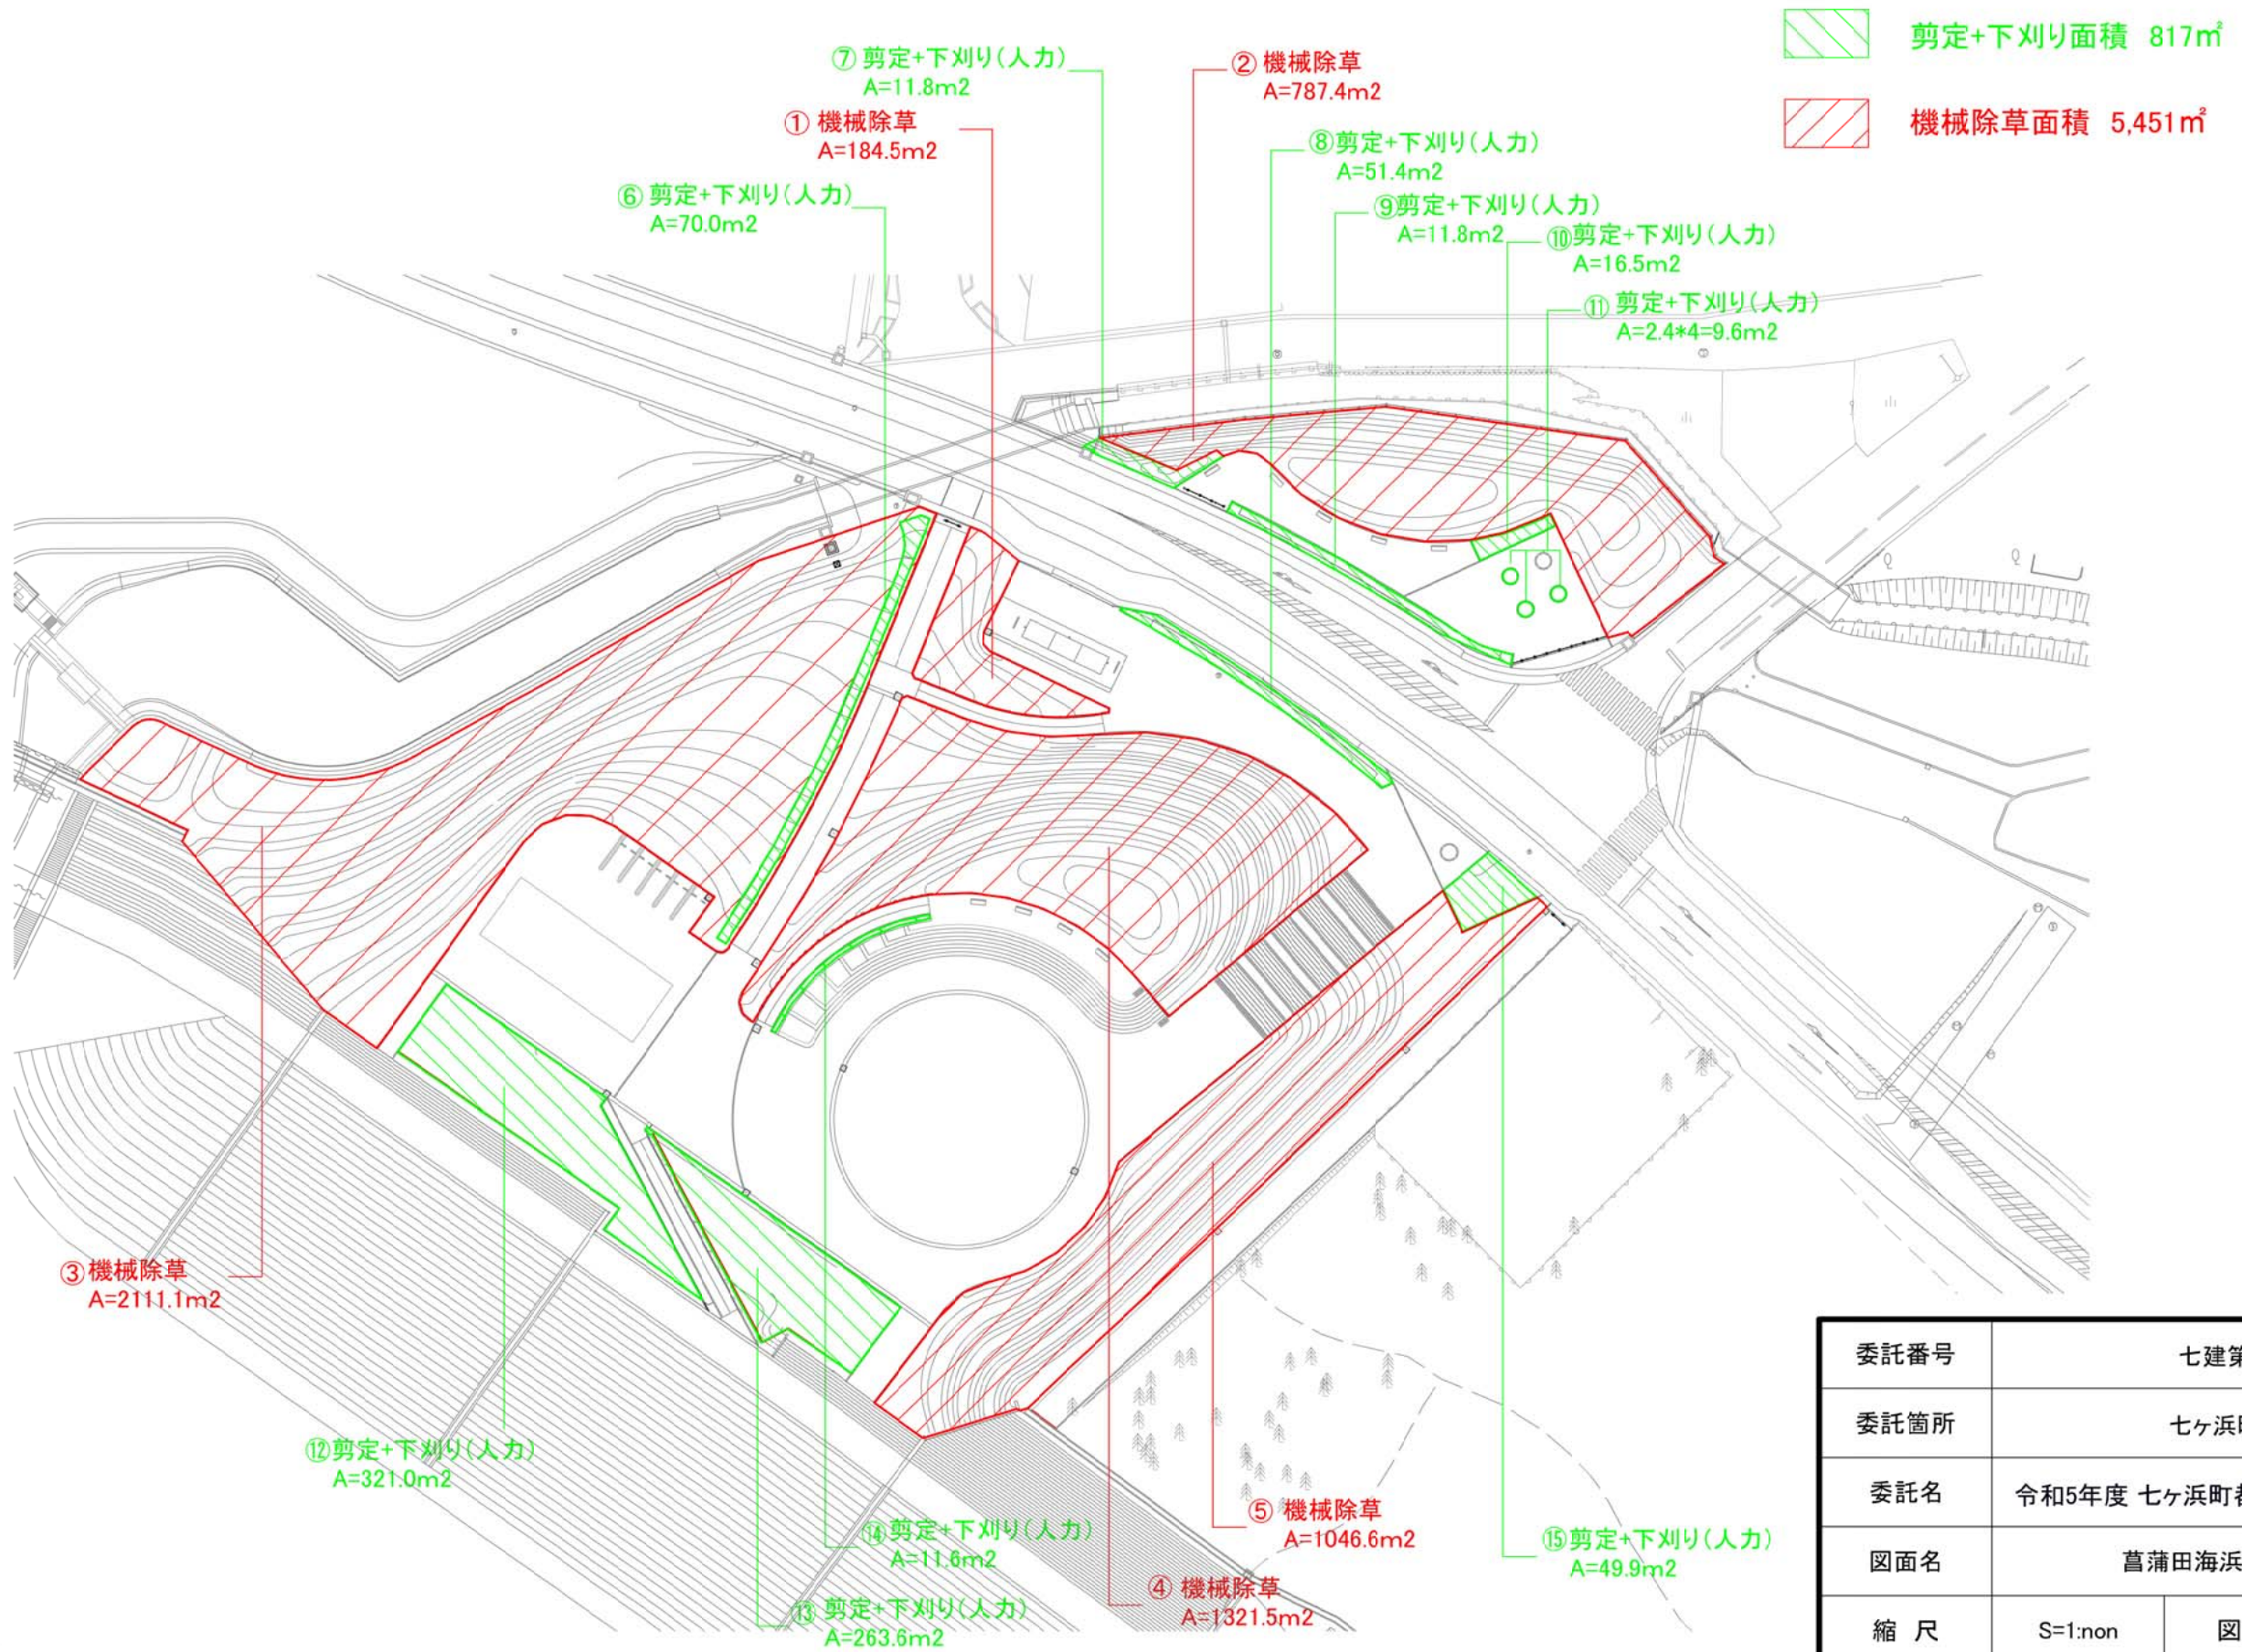 剪定+下刈り面積 817㎡
機械除草面積 5,451㎡
⑦ 剪定+下刈り(人力)
A=11.8m2
② 機械除草
A=787.4m2
① 機械除草
A=184.5m2
⑧剪定+下刈り(人力)
A=51.4m2
⑥ 剪定+下刈り(人力)
A=70.0m2
⑨剪定+下刈り(人力)
A=11.8m2
⑩剪定+下刈り(人力)
A=16.5m2
⑪ 剪定+下刈り(人力)
A=2.4*4=9.6m2
③機械除草
A=2111.1m2
⑫剪定+下刈り(人力)
A=321.0m2
⑭剪定+下刈り(人力)
A=11.6m2
⑬ 剪定+下刈り(人力)
A=263.6m2
④ 機械除草
A=1321.5m2
⑤ 機械除草
A=1046.6m2
⑮剪定+下刈り(人力)
A=49.9m2
委託番号 七建第
委託箇所 七ヶ浜
委託名 令和5年度 七ヶ浜町
図面名 菖蒲田海浜
縮 尺 S=1:non 図